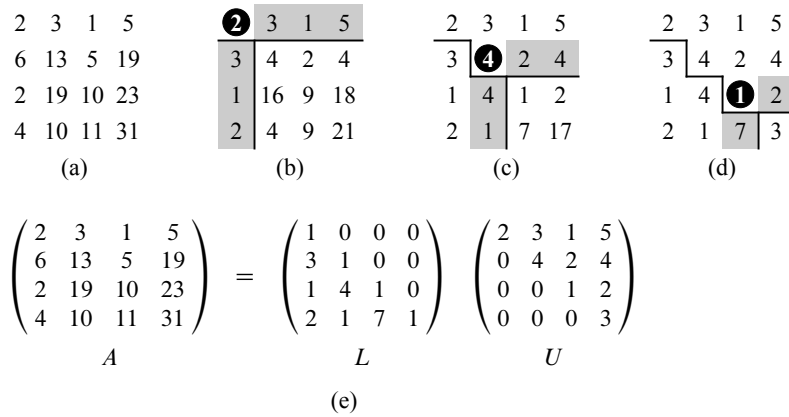 2 3 1 5 2 3 1 5 2 3 1 5 2 3 1 5
6 13 5 19 3 4 2 4 3 4 2 4 3 4 2 4
2 19 10 23 1 16 9 18 1 4 1 2 1 4 1 2
4 10 11 31 2 4 9 21 2 1 7 17 2 1 7 3
(a) (b) (c) (d)
( 2 3 1 5 ) = ( 1 0 0 0 ) ( 2 3 1 5 )
6 13 5 19 3 1 0 0 0 4 2 4
2 19 10 23 1 4 1 0 0 0 1 2
4 10 11 31 2 1 7 1 0 0 0 3
A L U
(e)